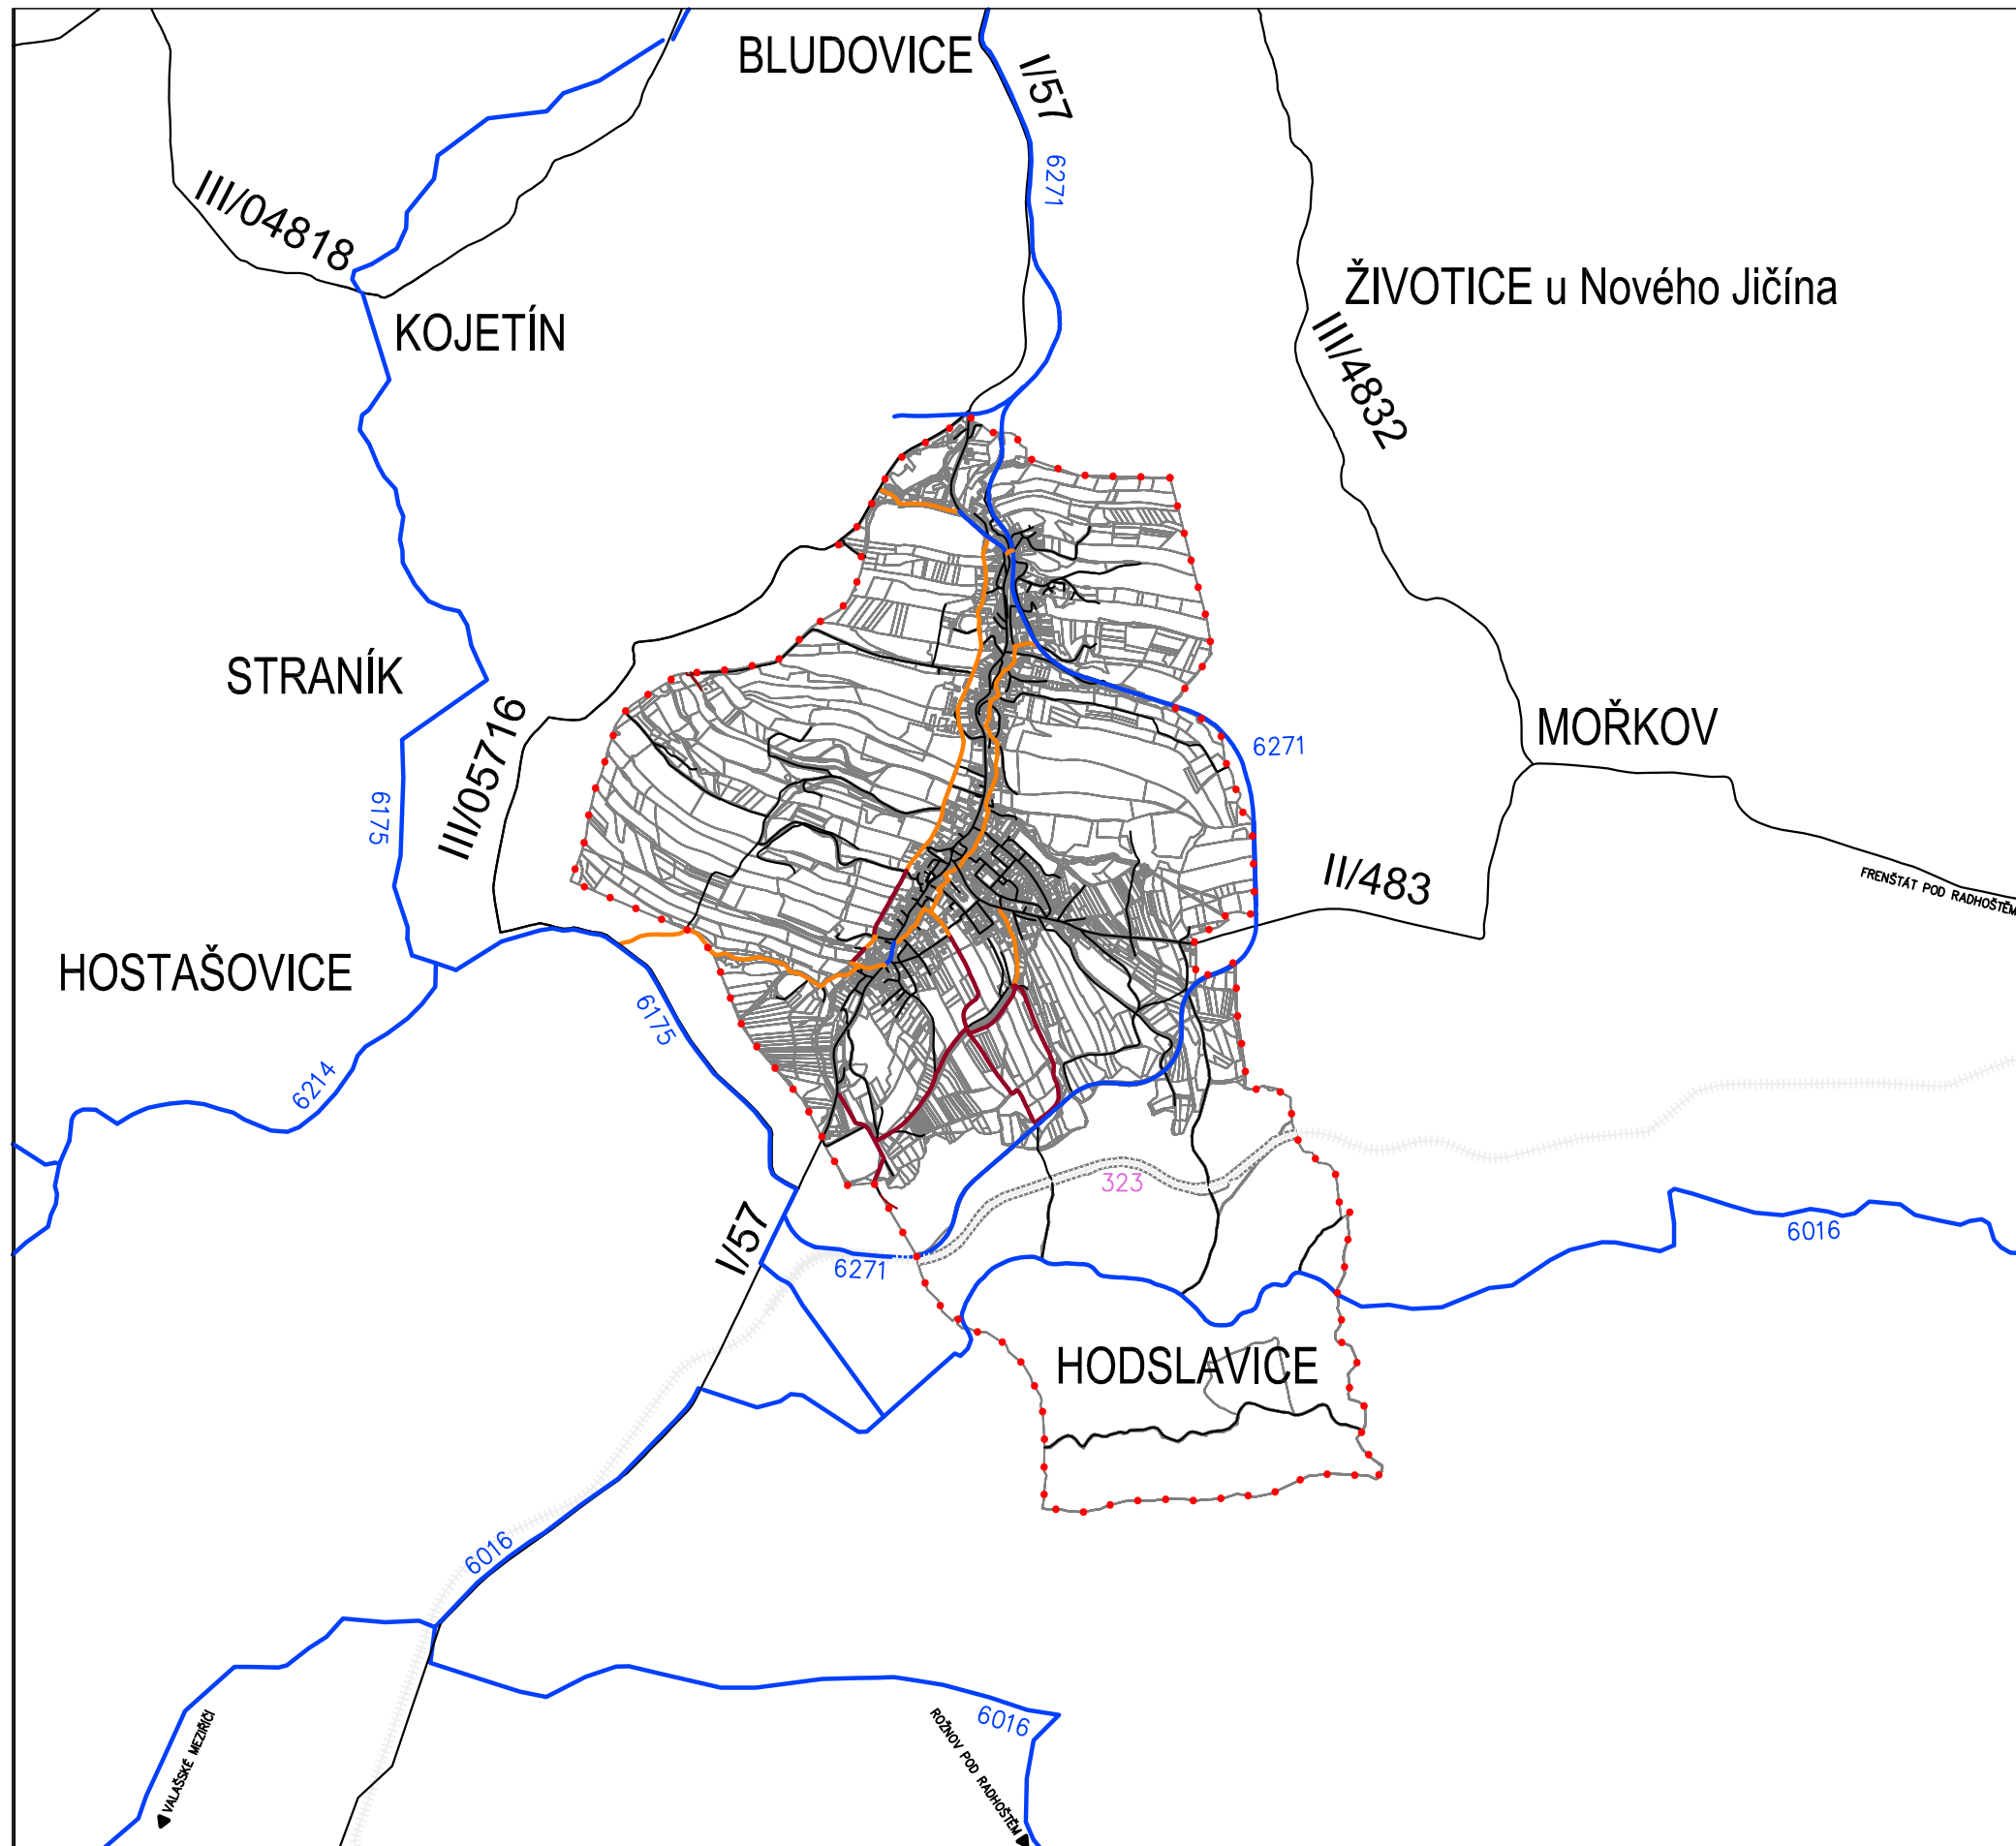 BLUDOVICE
I/57
6271
III/04818
ŽIVOTICE u Nového Jičína
KOJETÍN
III/4832
STRANÍK
III/05716
MOŘKOV
6271
6175
II/483
FRENŠTÁT POD RADHOŠTĚM
HOSTAŠOVICE
6175
6214
323
6016
I/57
6271
HODSLAVICE
6016
6016
VALAŠSKÉ MEZIŘÍČÍ
ROŽNOV POD RADHOŠTĚM